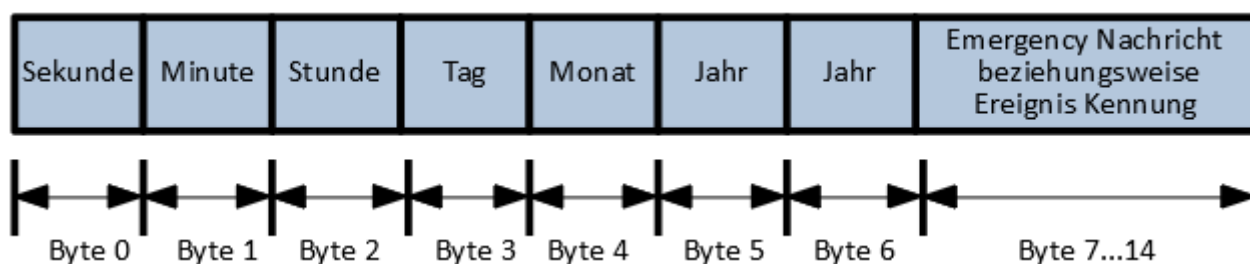 Sekunde Minute Stunde Tag Monat Jahr Jahr Emergency Nachricht
beziehungsweise
Ereignis Kennung
Byte 0 Byte 1 Byte 2 Byte 3 Byte 4 Byte 5 Byte 6 Byte 7...14